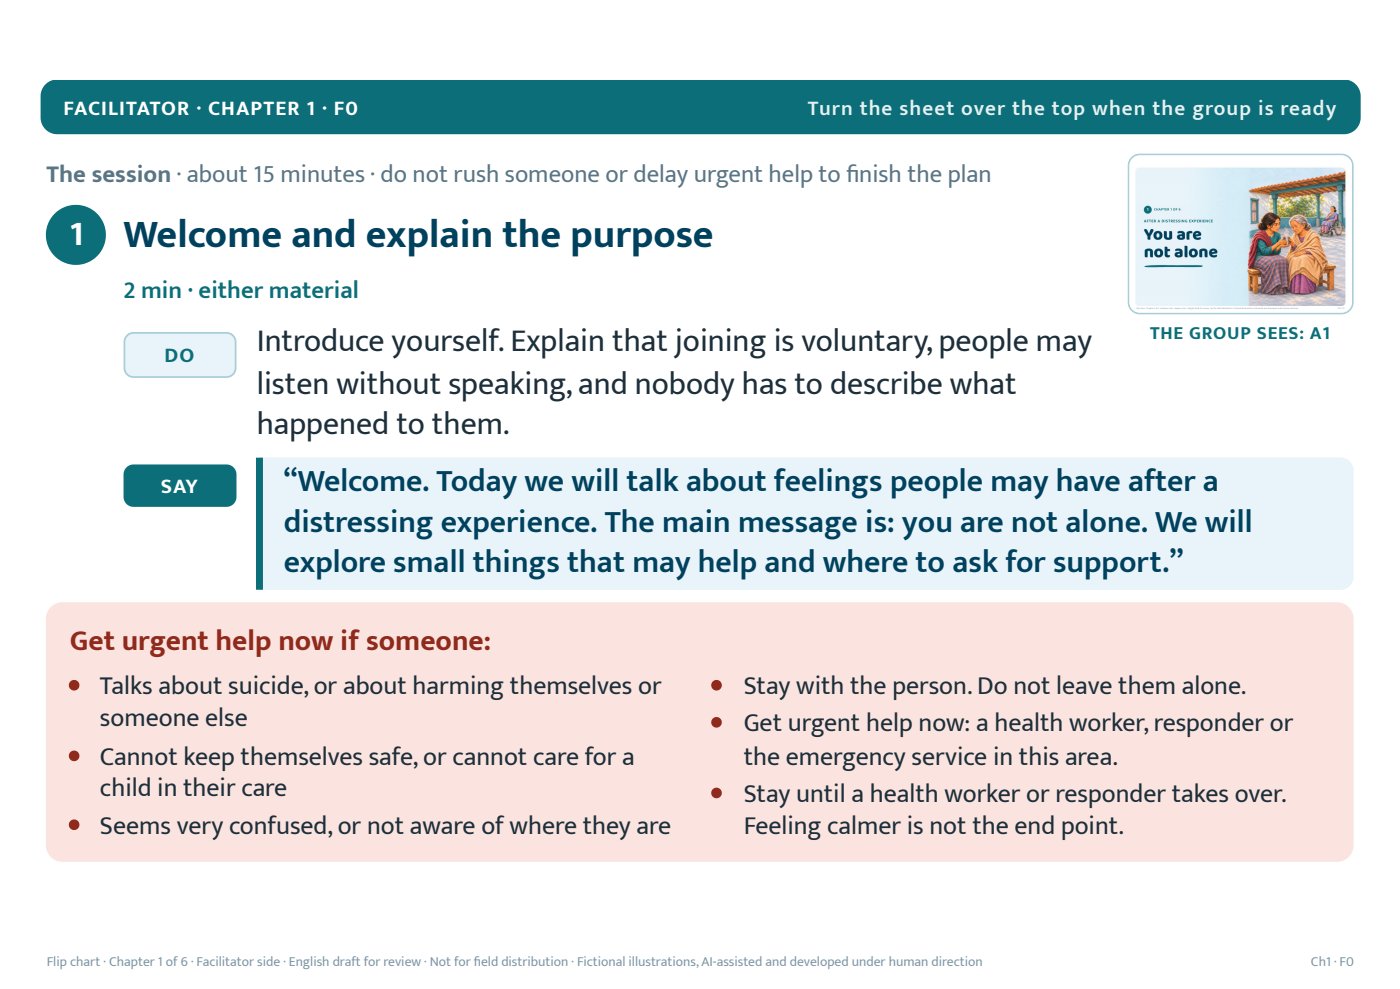 FACILITATOR · CHAPTER 1 · F0
Turn the sheet over the top when the group is ready
The session · about 15 minutes · do not rush someone or delay urgent help to finish the plan
1
Welcome and explain the purpose
2 min · either material
CHAPTER 1 OF 6
AFTER A DISTRESSING EXPERIENCE
You are
not alone
THE GROUP SEES: A1
DO
Introduce yourself. Explain that joining is voluntary, people may
listen without speaking, and nobody has to describe what
happened to them.
SAY
“Welcome. Today we will talk about feelings people may have after a
distressing experience. The main message is: you are not alone. We will
explore small things that may help and where to ask for support.”
Get urgent help now if someone:
Talks about suicide, or about harming themselves or
someone else
Cannot keep themselves safe, or cannot care for a
child in their care
Seems very confused, or not aware of where they are
Stay with the person. Do not leave them alone.
Get urgent help now: a health worker, responder or
the emergency service in this area.
Stay until a health worker or responder takes over.
Feeling calmer is not the end point.
Flip chart · Chapter 1 of 6 · Facilitator side · English draft for review · Not for field distribution · Fictional illustrations, AI-assisted and developed under human direction
Ch1 · F0